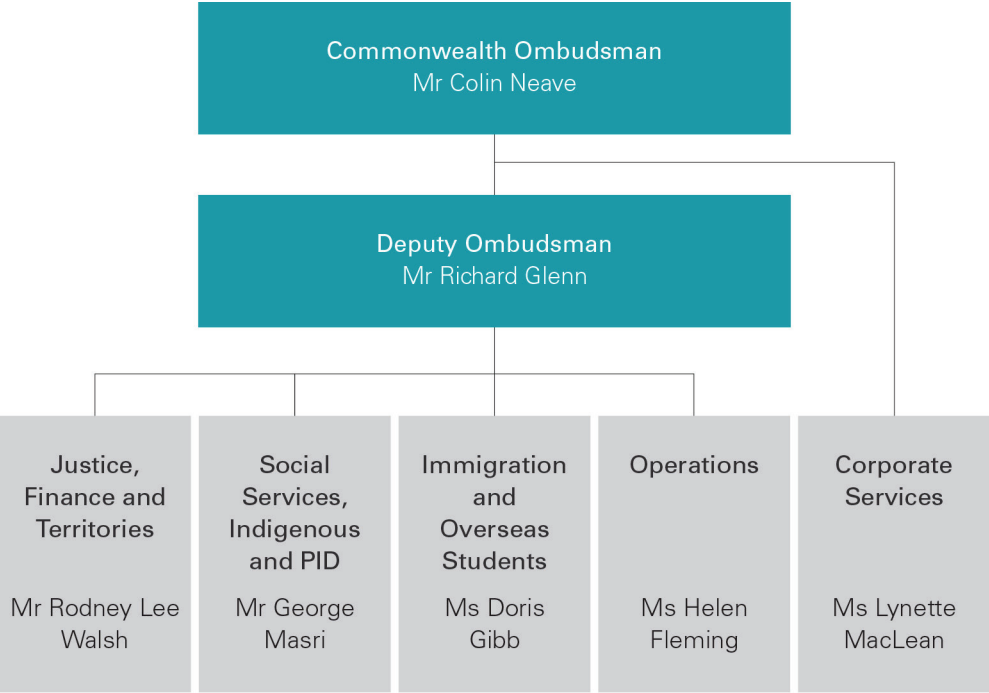 Commonwealth Ombudsman
Mr Colin Neave
Deputy Ombudsman
Mr Richard Glenn
Justice,
Finance and
Territories
Mr Rodney Lee
Walsh
Social
Services,
Indigenous
and PID
Mr George
Masri
Immigration
and
Overseas
Students
Ms Doris
Gibb
Operations
Ms Helen
Fleming
Corporate
Services
Ms Lynette
MacLean